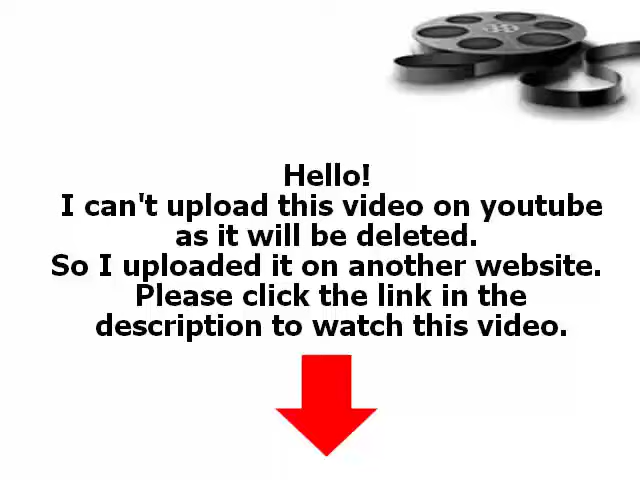 Hello!
I can't upload this video on youtube
as it will be deleted.
So I uploaded it on another website.
Please click the link in the
description to watch this video.